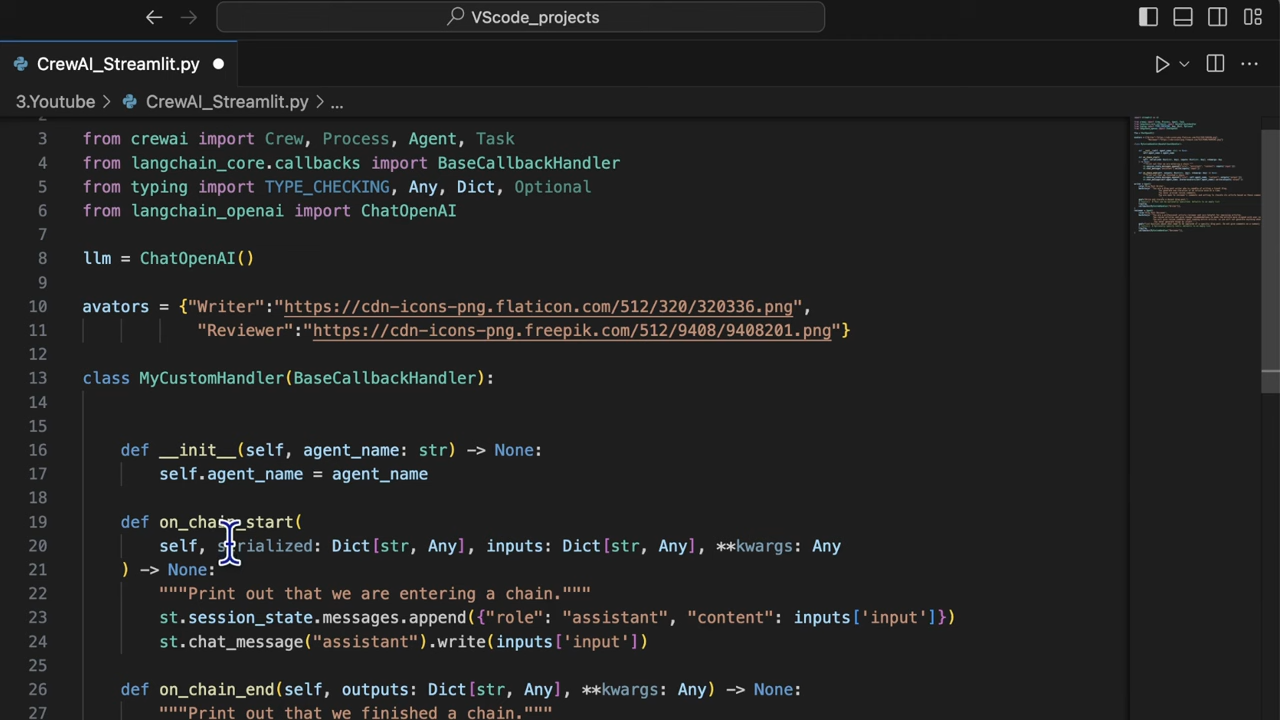 VScode_projects
CrewAI_Streamlit.py
3.Youtube > CrewAI_Streamlit.py > ...
2
3 from crewai import Crew, Process, Agent, Task
4 from langchain_core.callbacks import BaseCallbackHandler
5 from typing import TYPE_CHECKING, Any, Dict, Optional
6 from langchain_openai import ChatOpenAI
7
8 llm = ChatOpenAI()
9
10 avators = {"Writer":"https://cdn-icons-png.flaticon.com/512/320/320336.png",
11 "Reviewer":"https://cdn-icons-png.freepik.com/512/9408/9408201.png"}
12
13 class MyCustomHandler(BaseCallbackHandler):
14
15
16 def __init__(self, agent_name: str) -> None:
17 self.agent_name = agent_name
18
19 def on_chain_start(
20 self, serialized: Dict[str, Any], inputs: Dict[str, Any], **kwargs: Any
21 ) -> None:
22 """Print out that we are entering a chain."""
23 st.session_state.messages.append({"role": "assistant", "content": inputs['input']})
24 st.chat_message("assistant").write(inputs['input'])
25
26 def on_chain_end(self, outputs: Dict[str, Any], **kwargs: Any) -> None:
27 """Print out that we finished a chain."""